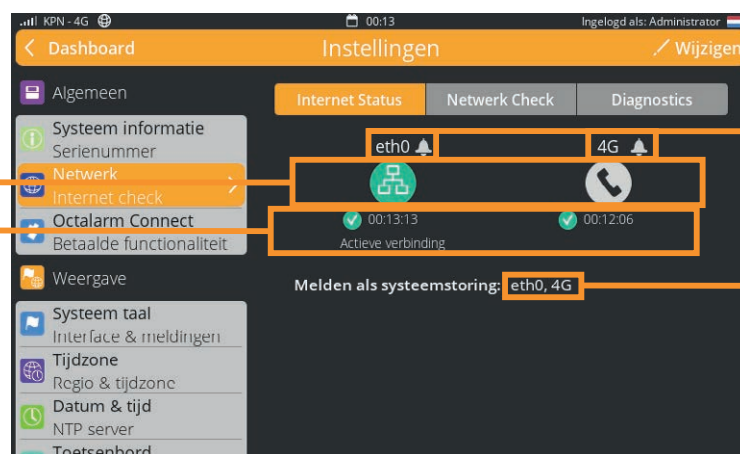 KPN - 4G
00:13
Ingelogd als: Administrator
Dashboard
Instellingen
Wijzigen
Algemeen
Internet Status
Netwerk Check
Diagnostics
Systeem informatie
Serienummer
eth0
4G
Netwerk
Internet check
Octalarm Connect
Betaalde functionaliteit
00:13:13
00:12:06
Actieve verbinding
Weergave
Melden als systeemstoring: eth0, 4G
Systeem taal
Interface & meldingen
Tijdzone
Regio & tijdzone
Datum & tijd
NTP server
Toetsenbord